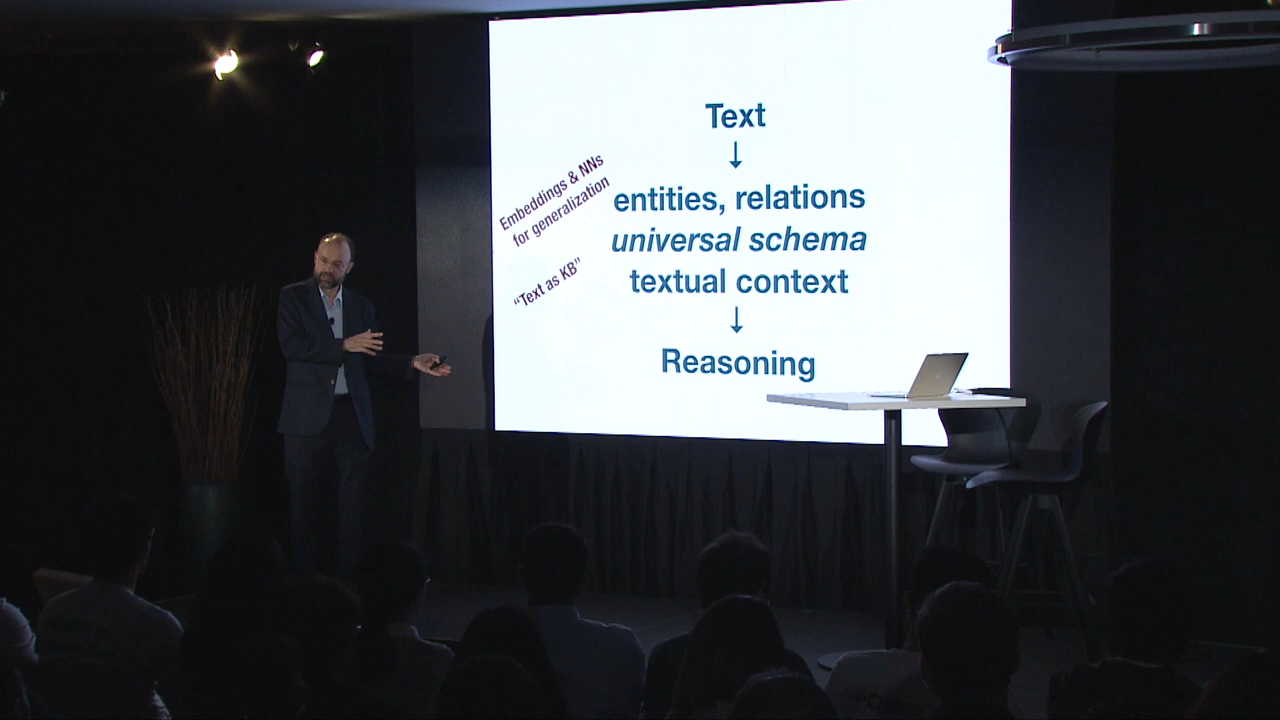 Text
↓
Embeddings & NNs
for generalization
entities, relations
universal schema
"Text as KB"
textual context
↓
Reasoning